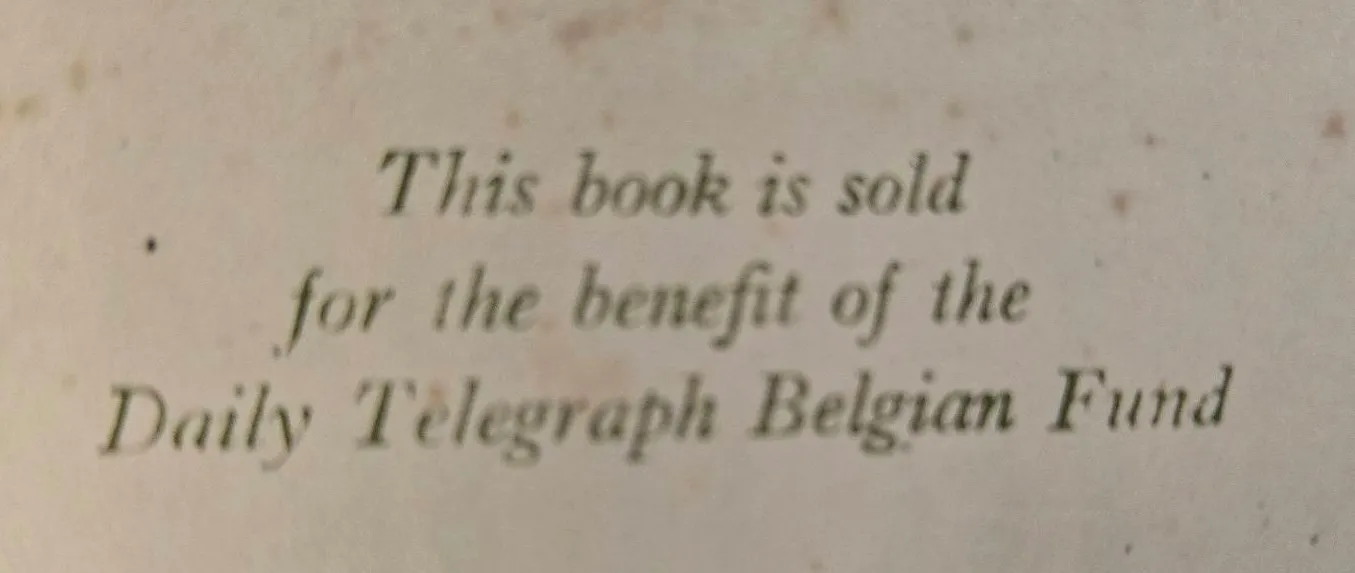 This book is sold
for the benefit of the
Daily Telegraph Belgian Fund